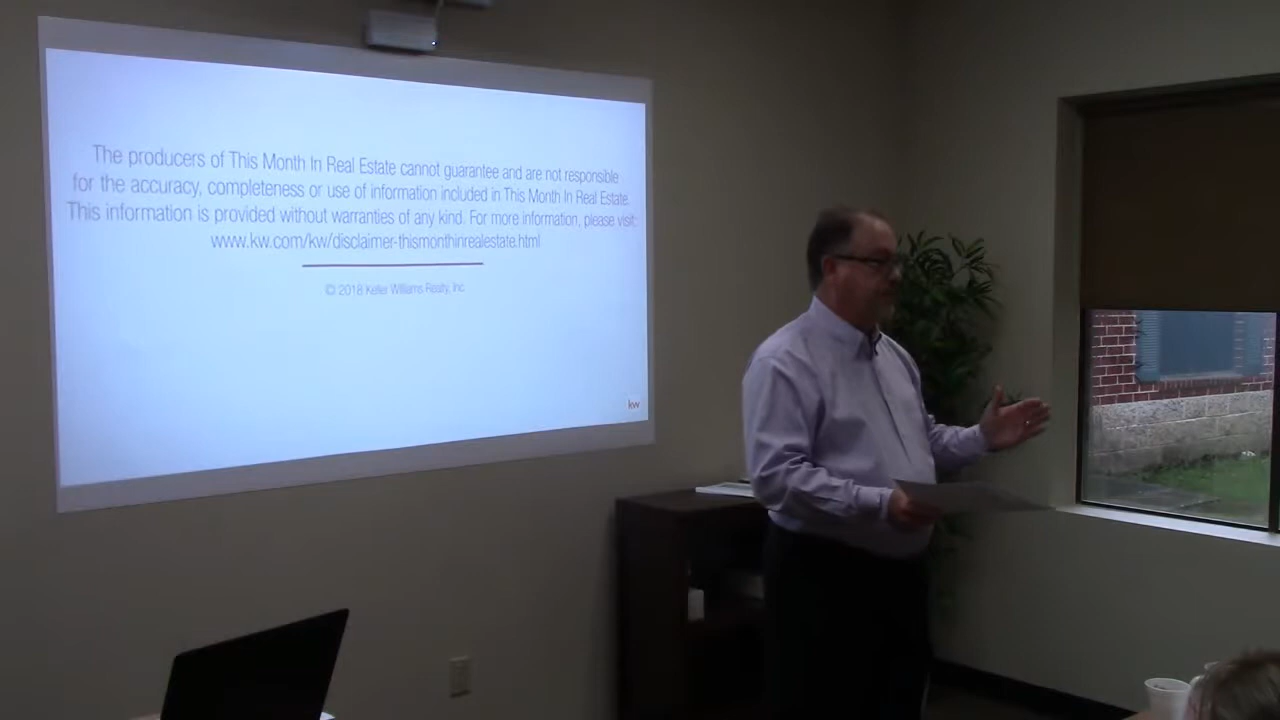 The producers of This Month In Real Estate cannot guarantee and are not responsible
for the accuracy, completeness or use of information included in This Month In Real Estate.
This information is provided without warranties of any kind. For more information, please visit:
www.kw.com/kw/disclaimer-thismonthinrealestate.html
© 2018 Keller Williams Realty, Inc.
kw